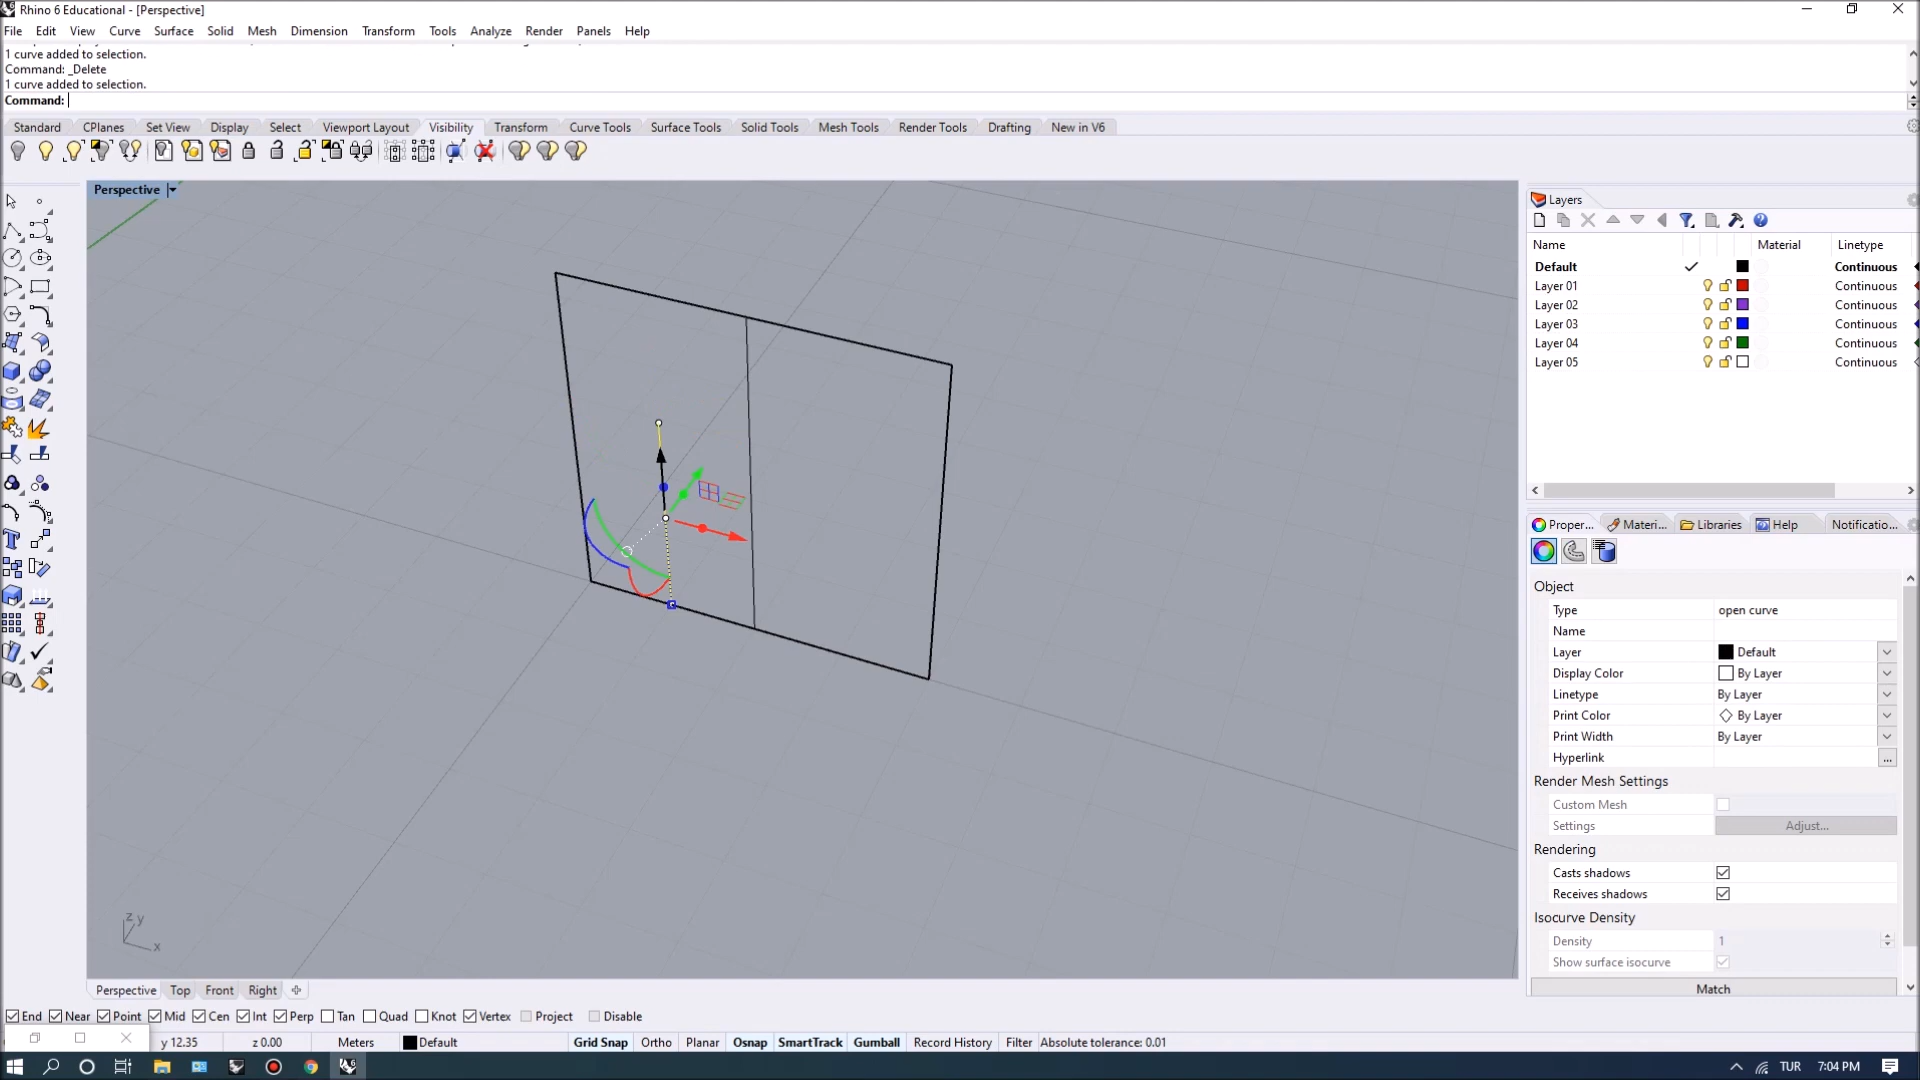 Rhino 6 Educational - [Perspective]
File Edit View Curve Surface Solid Mesh Dimension Transform Tools Analyze Render Panels Help
1 curve added to selection.
Command: _Delete
1 curve added to selection.
Command:
Standard CPlanes Set View Display Select Viewport Layout Visibility Transform Curve Tools Surface Tools Solid Tools Mesh Tools Render Tools Drafting New in V6
Perspective
Layers
Name Material Linetype
Default Continuous
Layer 01 Continuous
Layer 02 Continuous
Layer 03 Continuous
Layer 04 Continuous
Layer 05 Continuous
Proper... Materi... Libraries Help Notificatio...
Object
Type open curve
Name
Layer Default
Display Color By Layer
Linetype By Layer
Print Color By Layer
Print Width By Layer
Hyperlink ...
Render Mesh Settings
Custom Mesh
Settings Adjust...
Rendering
Casts shadows
Receives shadows
Isocurve Density
Density 1
Show surface isocurve
Match
z y
x
Perspective Top Front Right
End Near Point Mid Cen Int Perp Tan Quad Knot Vertex Project Disable
y 12.35 z 0.00 Meters Default Grid Snap Ortho Planar Osnap SmartTrack Gumball Record History Filter Absolute tolerance: 0.01
TUR 7:04 PM